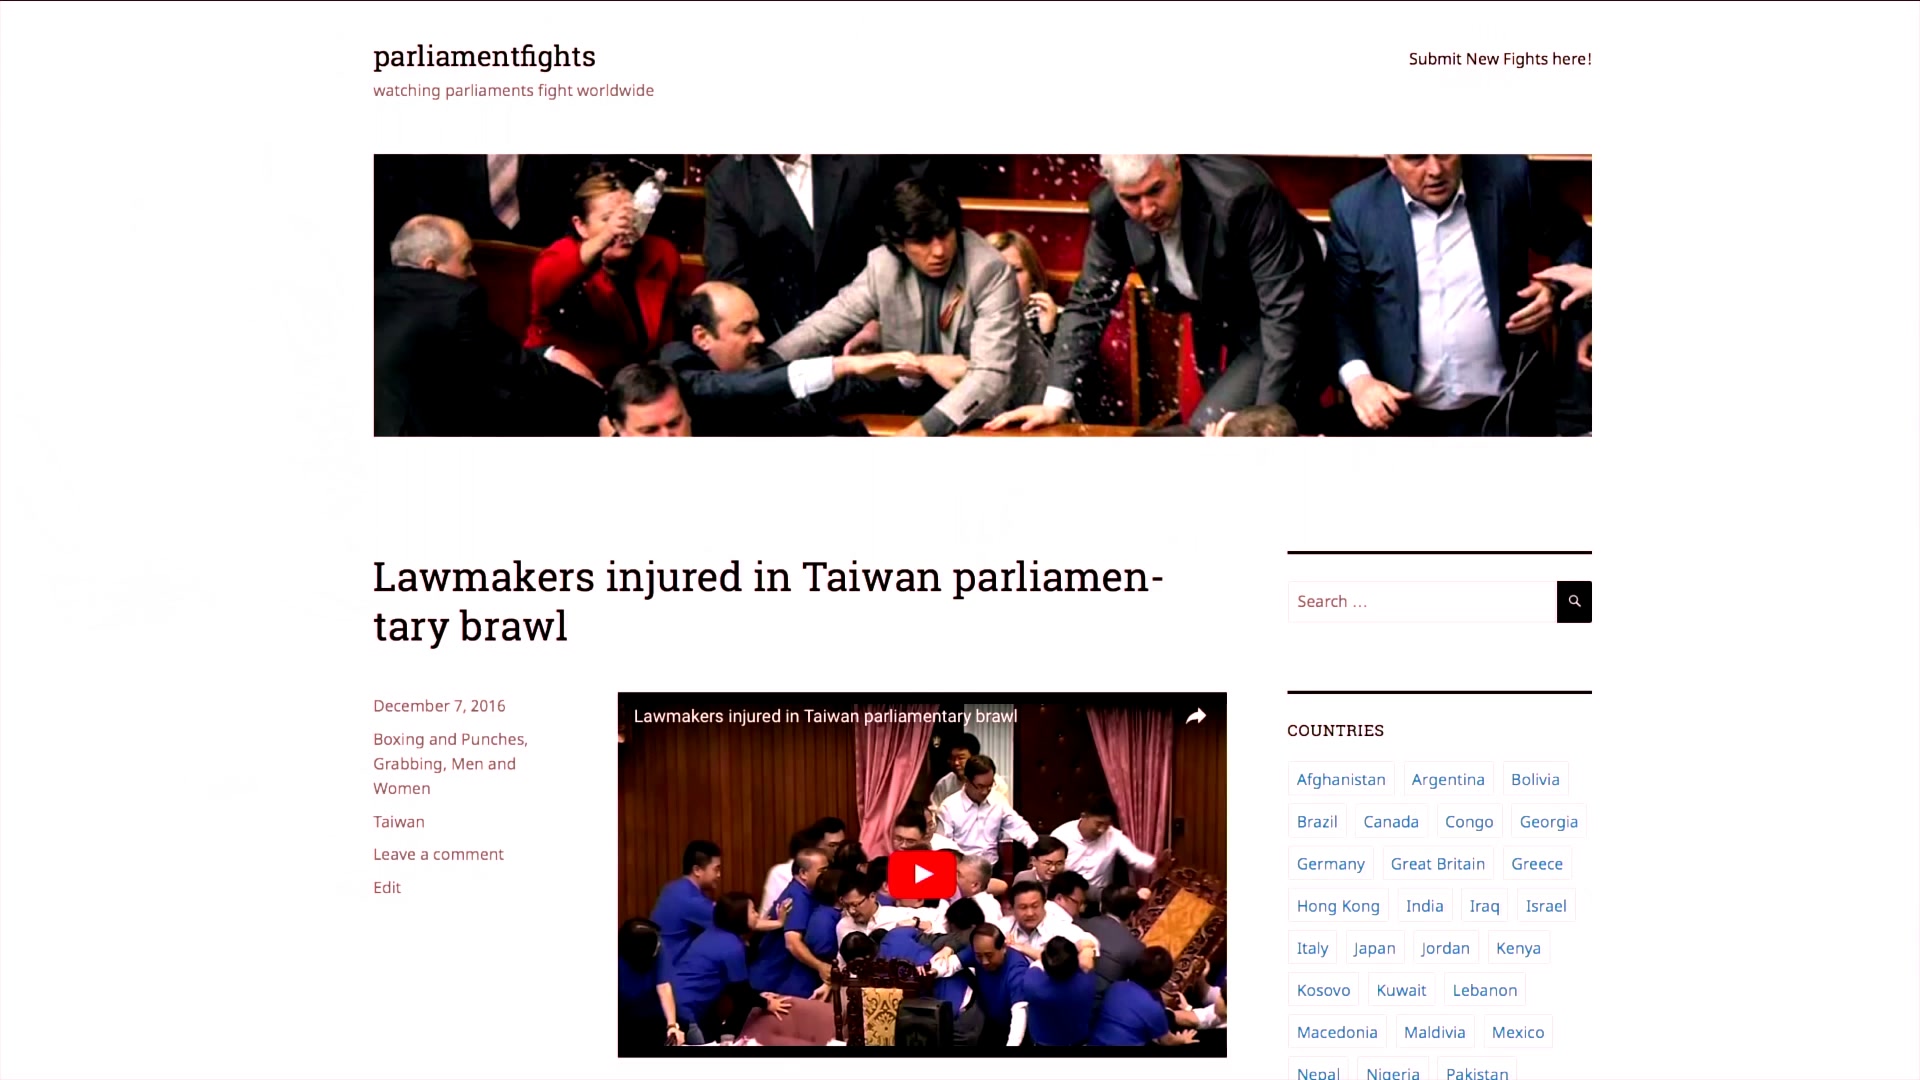 parliamentfights
Submit New Fights here!
watching parliaments fight worldwide
Lawmakers injured in Taiwan parliamen-
tary brawl
December 7, 2016
Boxing and Punches,
Grabbing, Men and
Women
Taiwan
Leave a comment
Edit
Lawmakers injured in Taiwan parliamentary brawl
Search ...
COUNTRIES
Afghanistan Argentina Bolivia
Brazil Canada Congo Georgia
Germany Great Britain Greece
Hong Kong India Iraq Israel
Italy Japan Jordan Kenya
Kosovo Kuwait Lebanon
Macedonia Maldivia Mexico
Nepal Nigeria Pakistan